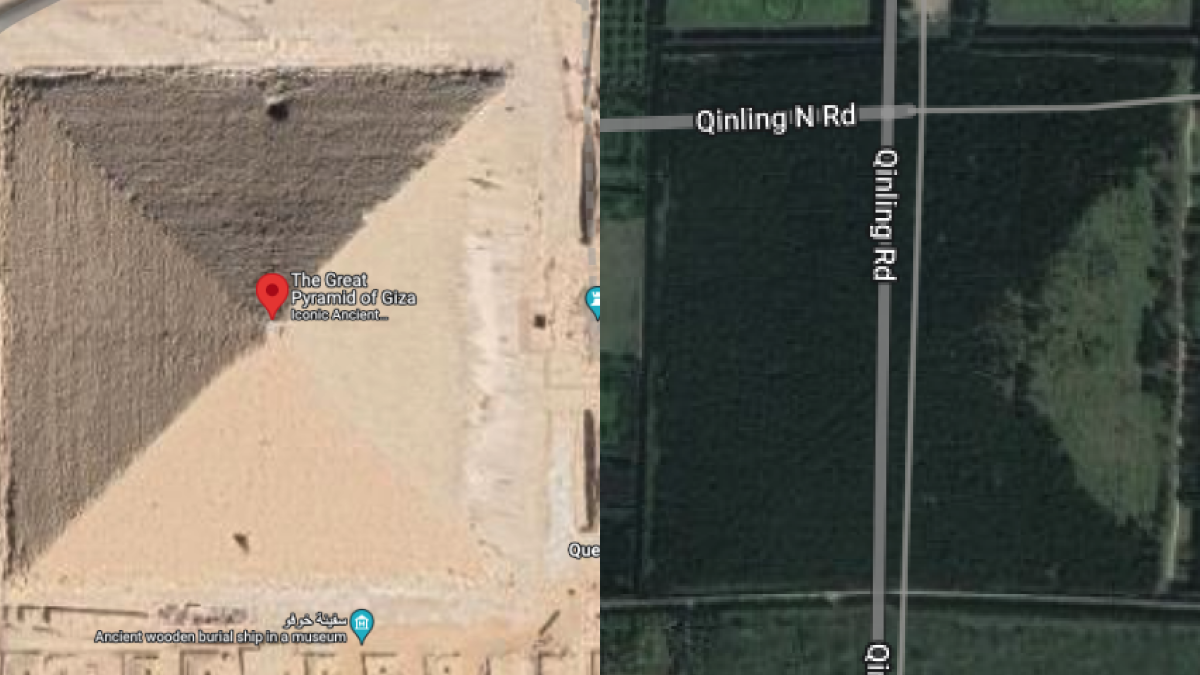 The Great
Pyramid of Giza
Iconic Ancient...
سفينة خوفو
Ancient wooden burial ship in a museum
Que
Qinling N Rd
Qinling Rd
Qi